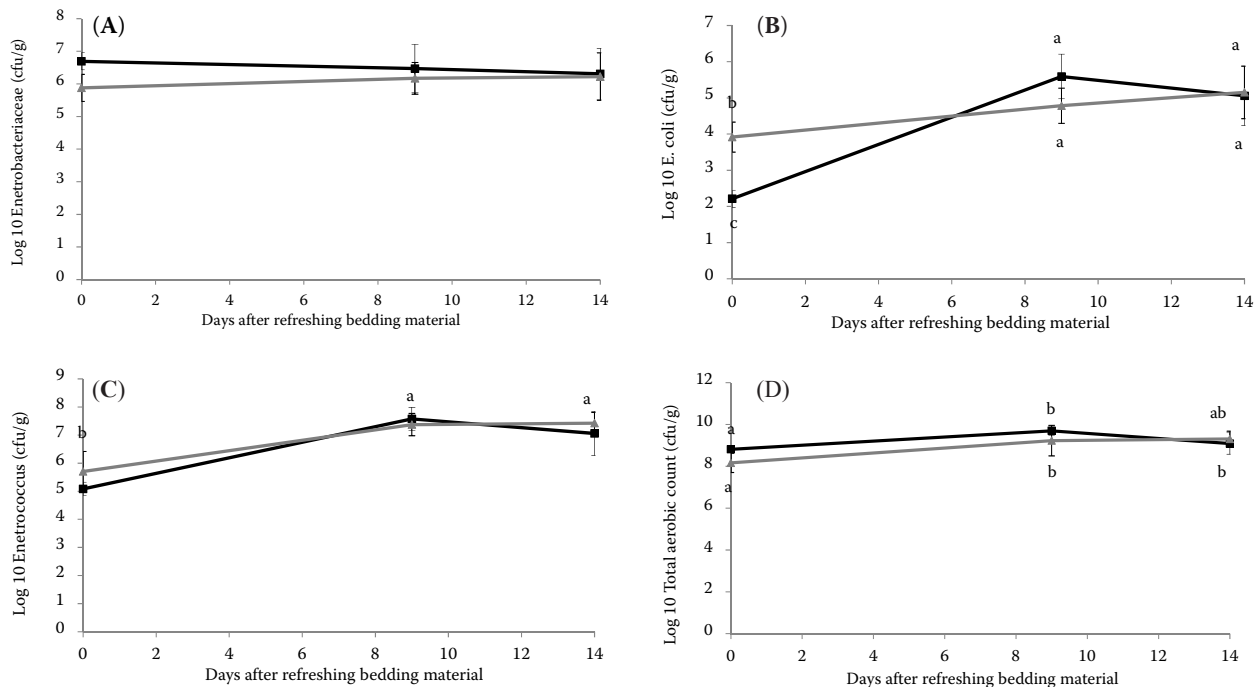 (A)
Log 10 Enetrobacteriaceae (cfu/g)
8
7
6
5
4
3
2
1
0
0 2 4 6 8 10 12 14
Days after refreshing bedding material
(B)
Log 10 E. coli (cfu/g)
7
6
5
4
3
2
1
0
a
a
b
a
a
c
0 2 4 6 8 10 12 14
Days after refreshing bedding material
(C)
Log 10 Enetrococcus (cfu/g)
9
8
7
6
5
4
3
2
1
0
a
a
b
0 2 4 6 8 10 12 14
Days after refreshing bedding material
(D)
Log 10 Total aerobic count (cfu/g)
12
10
8
6
4
2
0
b
ab
a
b
b
a
0 2 4 6 8 10 12 14
Days after refreshing bedding material